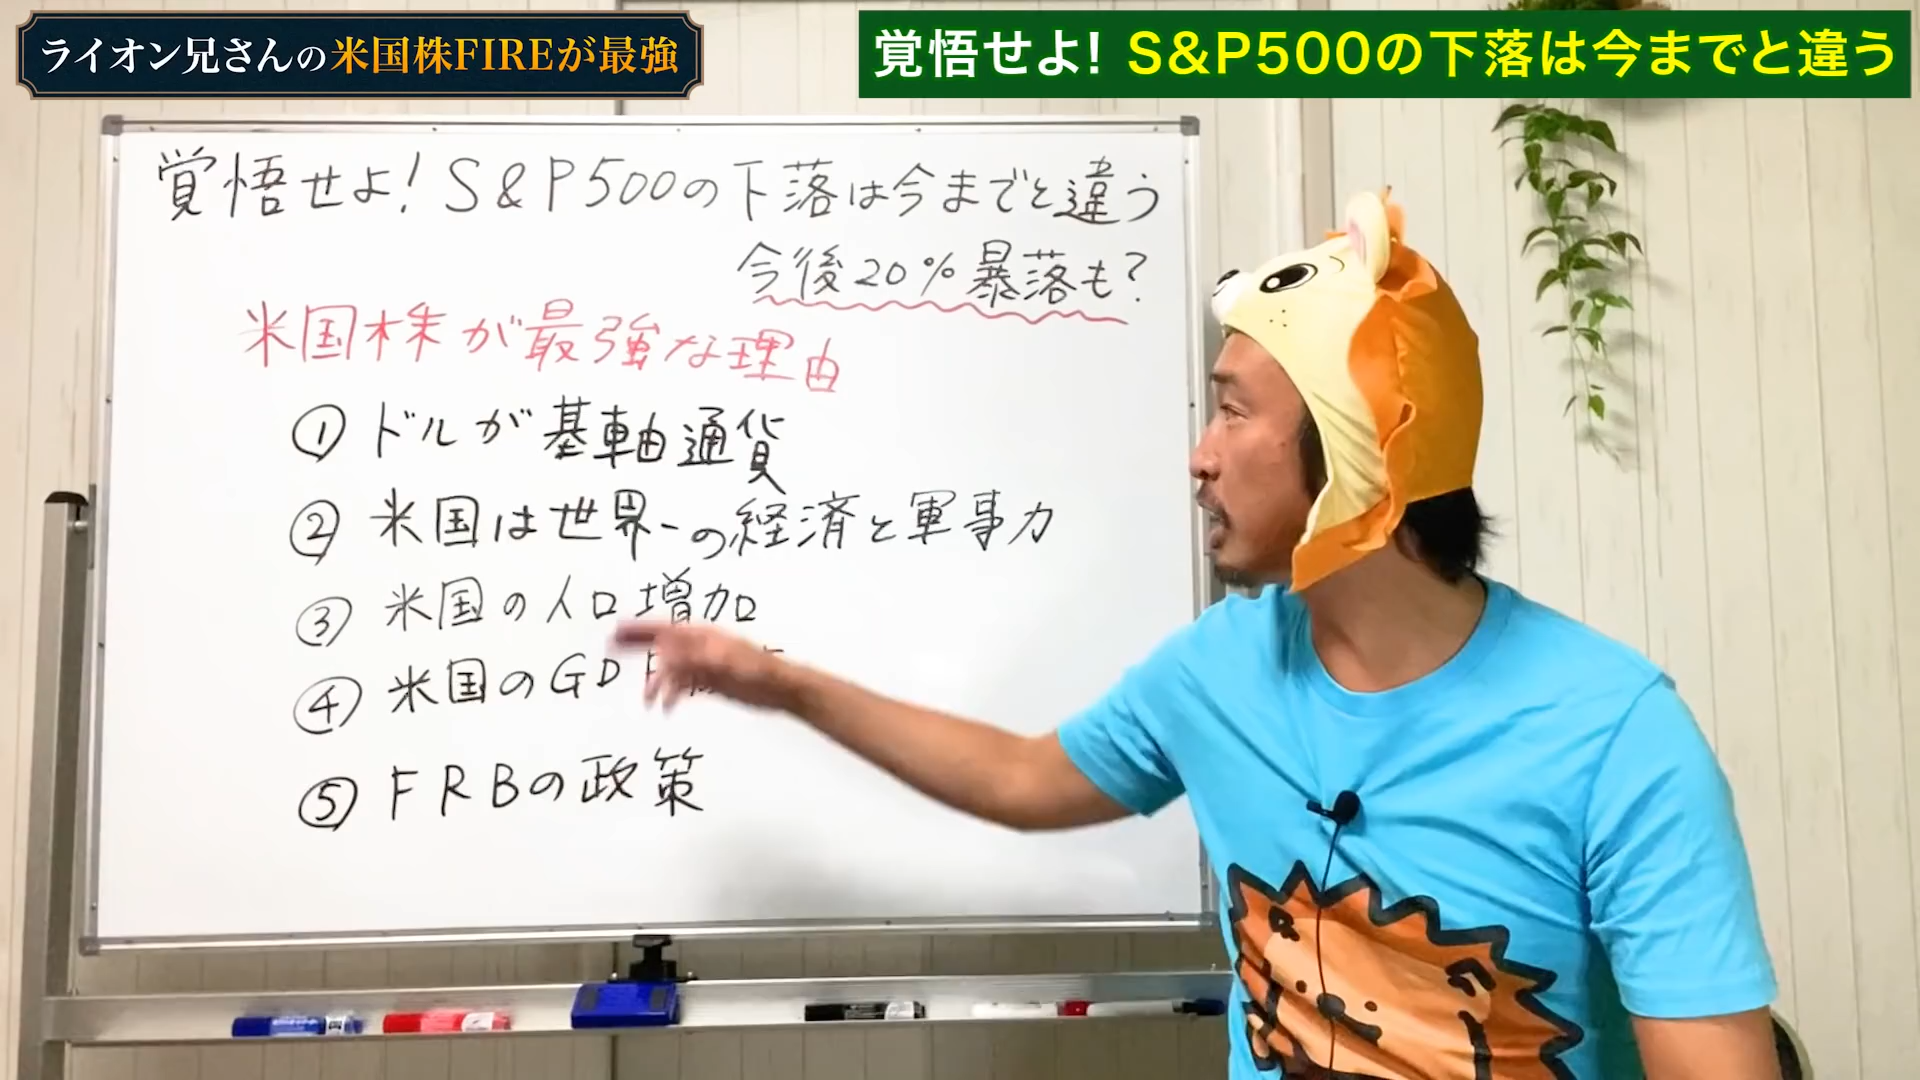 ライオン兄さんの米国株FIREが最強
覚悟せよ! S&P500の下落は今までと違う
覚悟せよ! S&P500の下落は今までと違う
今後20%暴落も?
米国株が最強な理由
① ドルが基軸通貨
② 米国は世界一の経済と軍事力
③ 米国の人口増加
④ 米国のGDP
⑤ FRBの政策